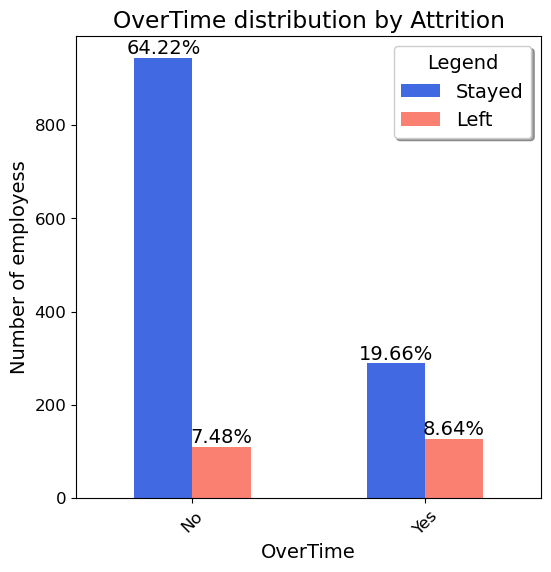 OverTime distribution by Attrition
64.22%
Legend
Stayed
Left
800
600
400
200
0
Number of employess
19.66%
7.48%
8.64%
No
Yes
OverTime